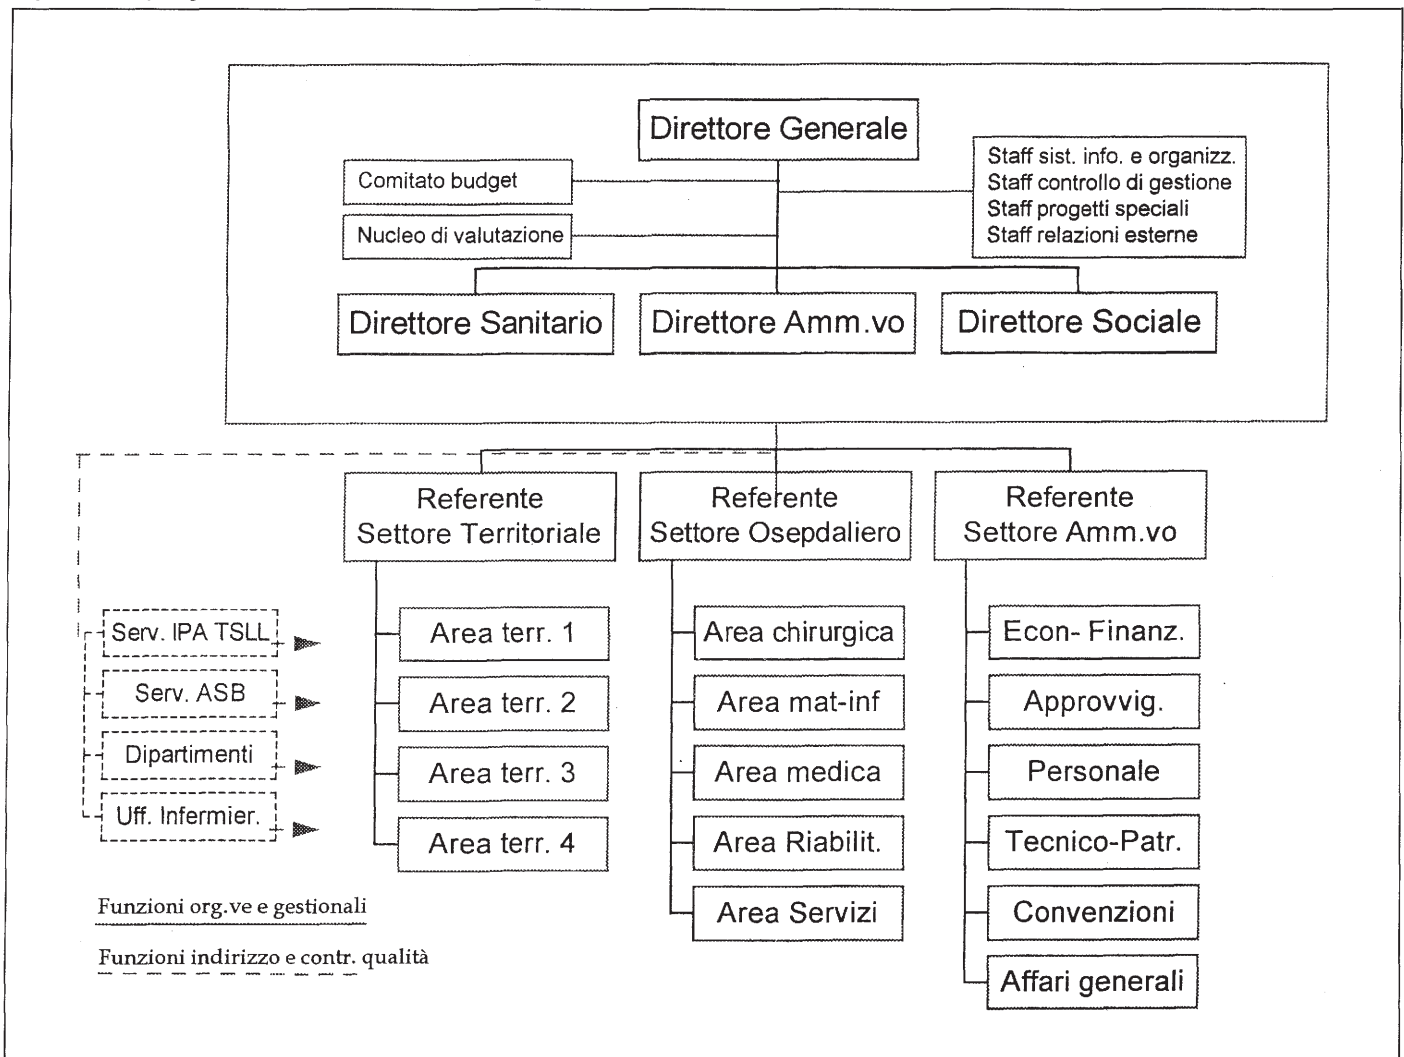 Direttore Generale
Comitato budget
Nucleo di valutazione
Staff sist. info. e organizz.
Staff controllo di gestione
Staff progetti speciali
Staff relazioni esterne
Direttore Sanitario
Direttore Amm.vo
Direttore Sociale
Referente
Settore Territoriale
Referente
Settore Osepdaliero
Referente
Settore Amm.vo
Serv. IPA TSLL
Serv. ASB
Dipartimenti
Uff. Infermier.
Area terr. 1
Area terr. 2
Area terr. 3
Area terr. 4
Area chirurgica
Area mat-inf
Area medica
Area Riabilit.
Area Servizi
Econ- Finanz.
Approvvig.
Personale
Tecnico-Patr.
Convenzioni
Affari generali
Funzioni org.ve e gestionali
Funzioni indirizzo e contr. qualità